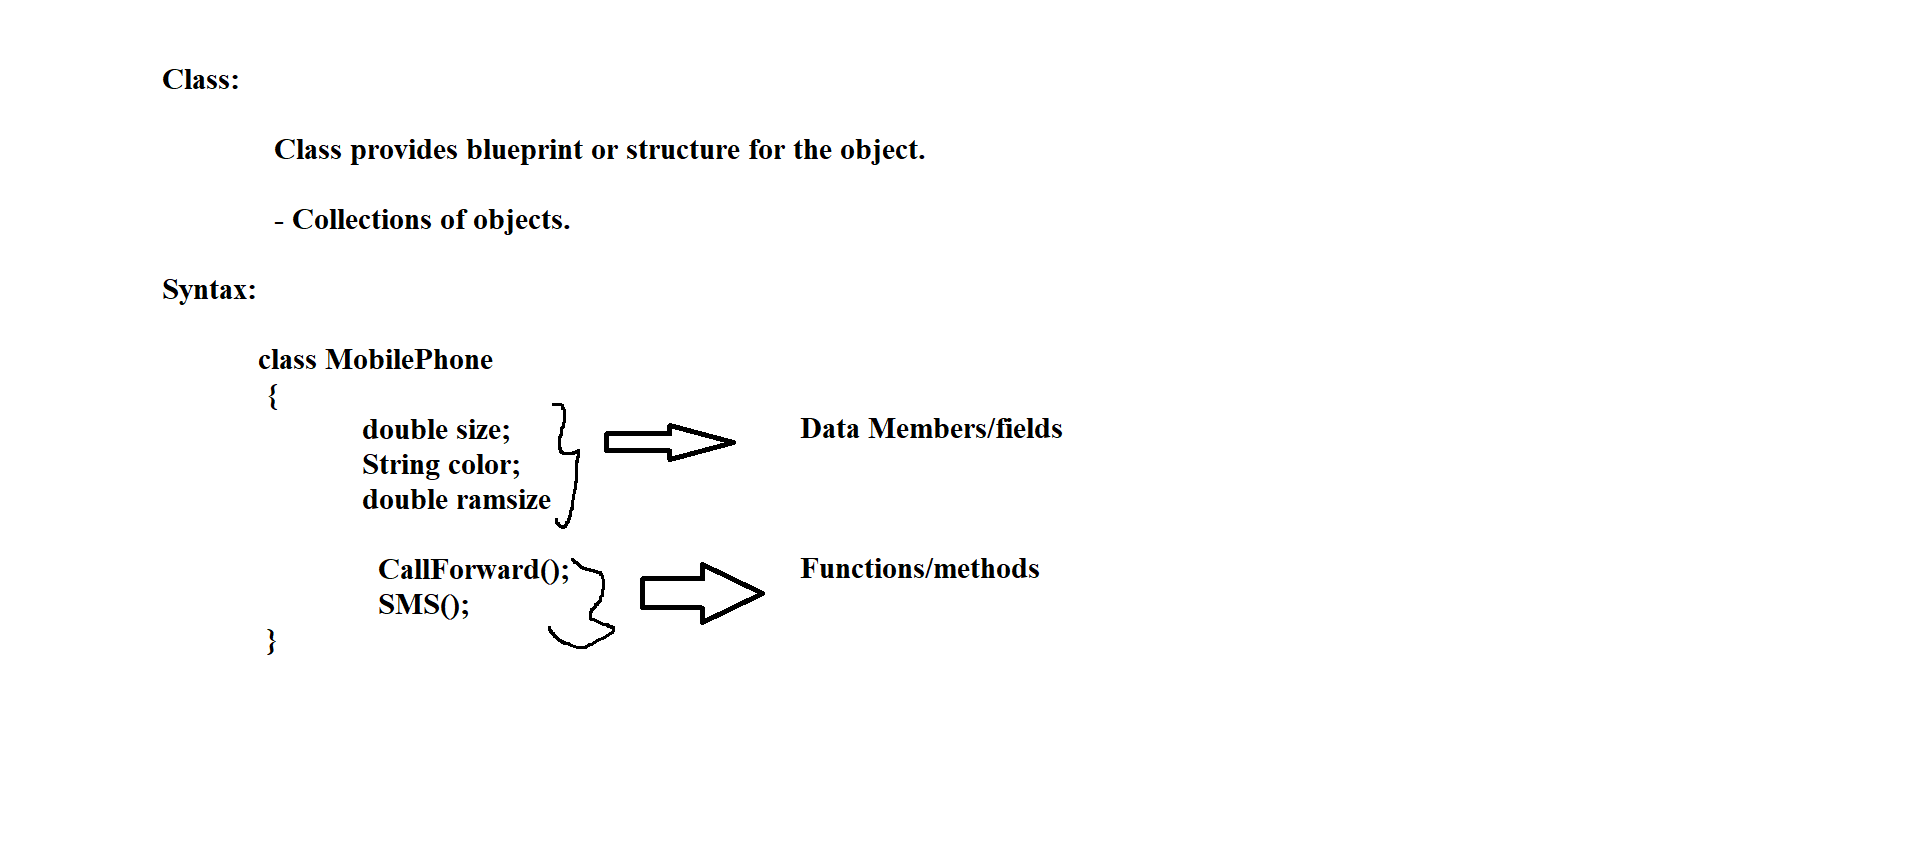 Class:
Class provides blueprint or structure for the object.
- Collections of objects.
Syntax:
class MobilePhone
{
double size;
String color;
double ramsize
Data Members/fields
CallForward();
SMS();
Functions/methods
}